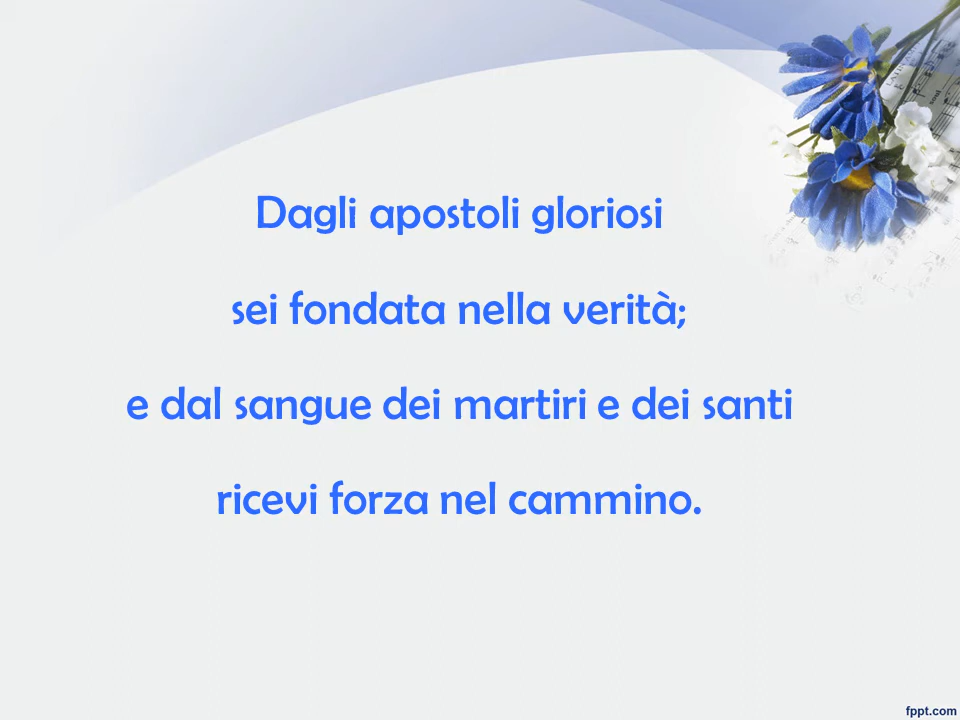 Dagli apostoli gloriosi
sei fondata nella verità;
e dal sangue dei martiri e dei santi
ricevi forza nel cammino.
fppt.com